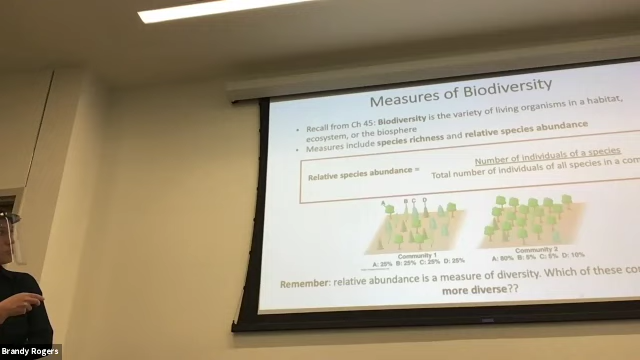 Measures of Biodiversity
• Recall from Ch 45: Biodiversity is the variety of living organisms in a habitat,
ecosystem, or the biosphere
• Measures include species richness and relative species abundance
Number of individuals of a species
Relative species abundance =
Total number of individuals of all species in a com
A B C D
Community 1
A: 25% B: 25% C: 25% D: 25%
Community 2
A: 80% B: 5% C: 5% D: 10%
Remember: relative abundance is a measure of diversity. Which of these co
more diverse??
Brandy Rogers